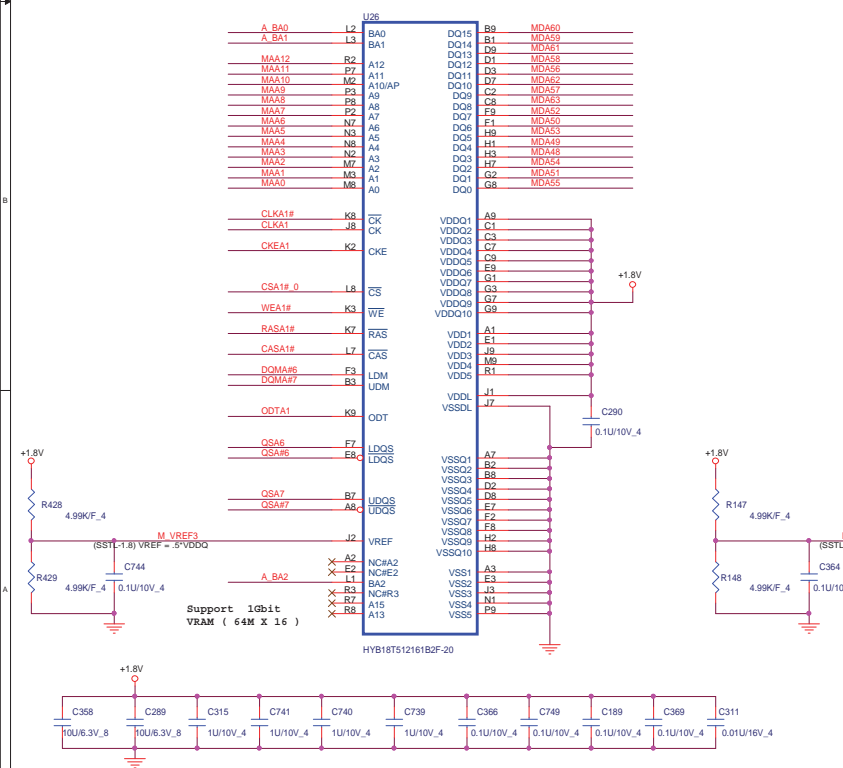 U26
A_BA0 L2 BA0 DQ15 B9 MDA60
A_BA1 L3 BA1 DQ14 B1 MDA59
DQ13 D9 MDA61
MAA12 R2 A12 DQ12 D1 MDA58
MAA11 P7 A11 DQ11 D3 MDA56
MAA10 M2 A10/AP DQ10 D7 MDA62
MAA9 P3 A9 DQ9 C2 MDA57
MAA8 P8 A8 DQ8 C8 MDA63
MAA7 P2 A7 DQ7 F9 MDA52
MAA6 N7 A6 DQ6 F1 MDA50
MAA5 N3 A5 DQ5 H9 MDA53
MAA4 N8 A4 DQ4 H1 MDA49
MAA3 N2 A3 DQ3 H3 MDA48
MAA2 M7 A2 DQ2 H7 MDA54
MAA1 M3 A1 DQ1 G2 MDA51
MAA0 M8 A0 DQ0 G8 MDA55
B
CLKA1# K8 CK VDDQ1 A9
CLKA1 J8 CK VDDQ2 C1
VDDQ3 C3
CKEA1 K2 CKE VDDQ4 C7
VDDQ5 C9
VDDQ6 E9
VDDQ7 G1
+1.8V
CSA1#_0 L8 CS VDDQ8 G3
VDDQ9 G7
WEA1# K3 WE VDDQ10 G9
RASA1# K7 RAS VDD1 A1
VDD2 E1
CASA1# L7 CAS VDD3 J9
VDD4 M9
DQMA#6 F3 LDM VDD5 R1
DQMA#7 B3 UDM
VDDL J1
VSSDL J7
ODTA1 K9 ODT
C290
0.1U/10V_4
QSA6 F7 LDQS VSSQ1 A7
QSA#6 E8 LDQS VSSQ2 B2
VSSQ3 B8
VSSQ4 D2
QSA7 B7 UDQS VSSQ5 D8
QSA#7 A8 UDQS VSSQ6 E7
VSSQ7 F2
VSSQ8 F8
VSSQ9 H2
VSSQ10 H8
+1.8V
R428
4.99K/F_4
M_VREF3 J2 VREF
(SSTL-1.8) VREF = .5*VDDQ
R429
4.99K/F_4
C744
0.1U/10V_4
A2 NC#A2 VSS1 A3
E2 NC#E2 VSS2 E3
A_BA2 L1 BA2 VSS3 J3
R3 NC#R3 VSS4 N1
R7 A15 VSS5 P9
R8 A13
A
Support 1Gbit
VRAM ( 64M X 16 )
HYB18T512161B2F-20
+1.8V
R147
4.99K/F_4
(SSTL
R148
4.99K/F_4
C364
0.1U/10
+1.8V
C358 C289 C315 C741 C740 C739 C366 C749 C189 C369 C311
10U/6.3V_8 10U/6.3V_8 1U/10V_4 1U/10V_4 1U/10V_4 1U/10V_4 0.1U/10V_4 0.1U/10V_4 0.1U/10V_4 0.1U/10V_4 0.01U/16V_4